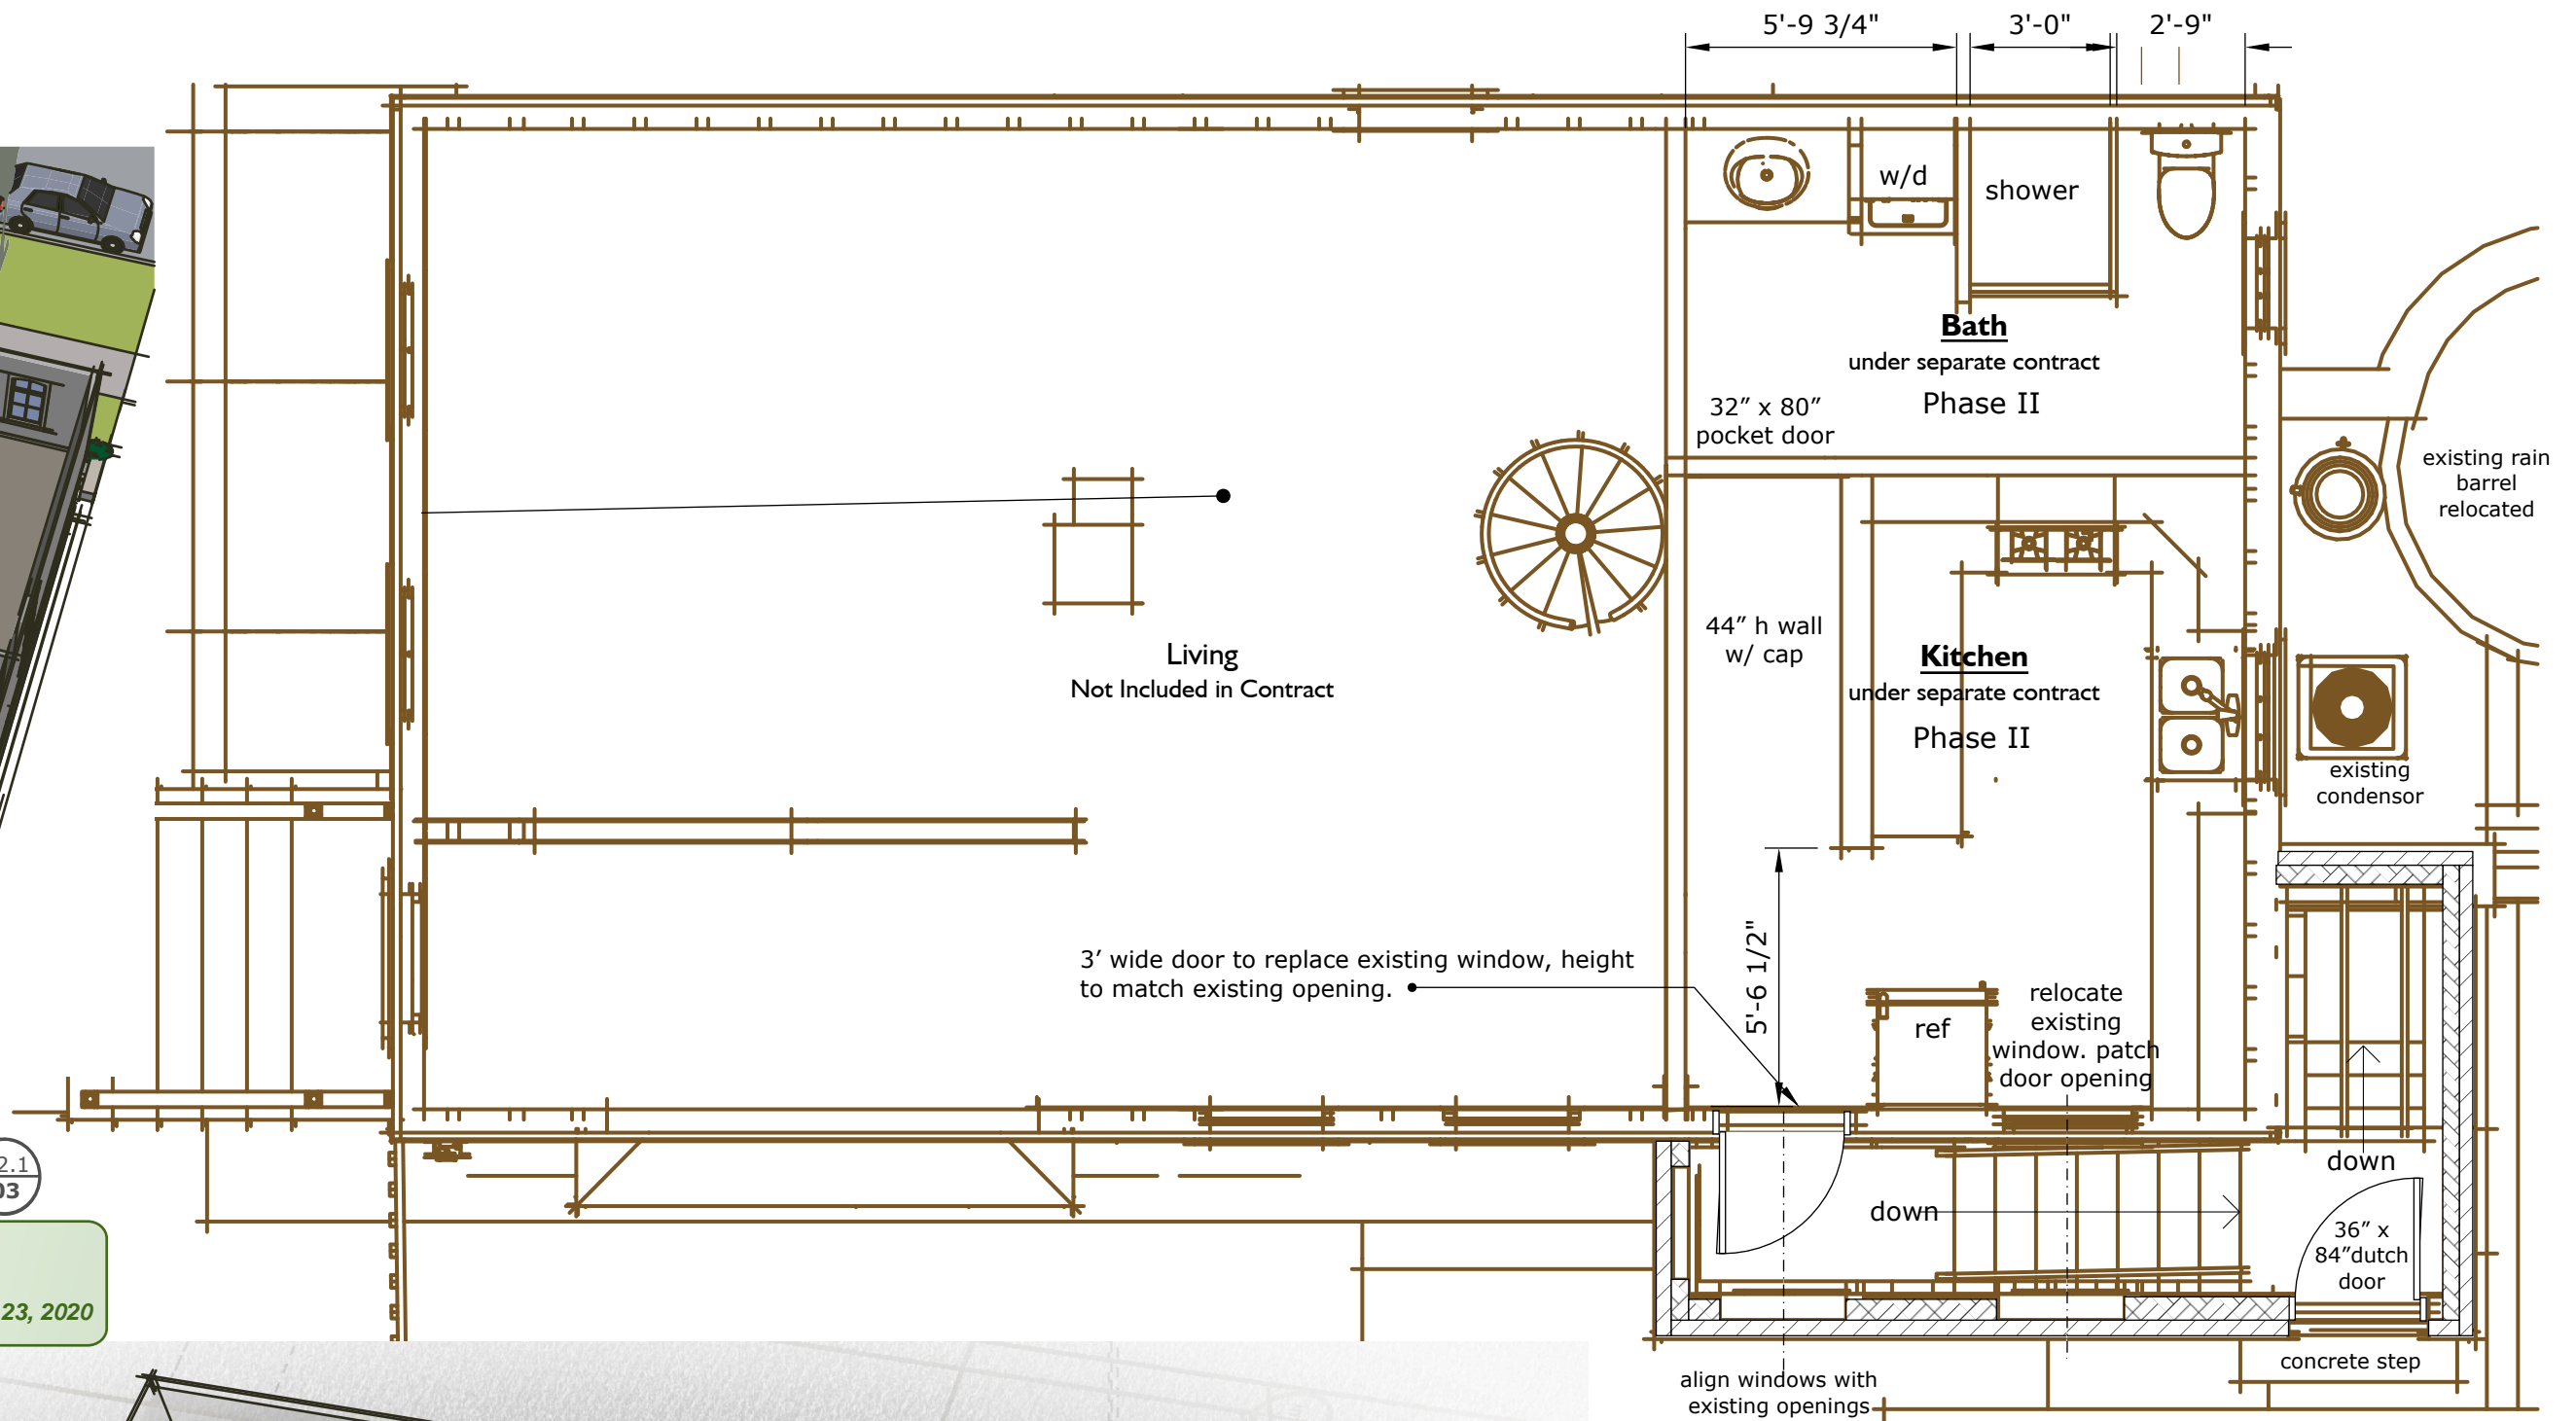 5'-9 3/4"
3'-0"
2'-9"
w/d
shower
Bath
under separate contract
Phase II
32" x 80"
pocket door
existing rain
barrel
relocated
44" h wall
w/ cap
Living
Not Included in Contract
Kitchen
under separate contract
Phase II
existing
condensor
3' wide door to replace existing window, height
to match existing opening.
5'-6 1/2"
ref
relocate
existing
window. patch
door opening
down
down
36" x
84"dutch
door
2.1
03
23, 2020
concrete step
align windows with
existing openings